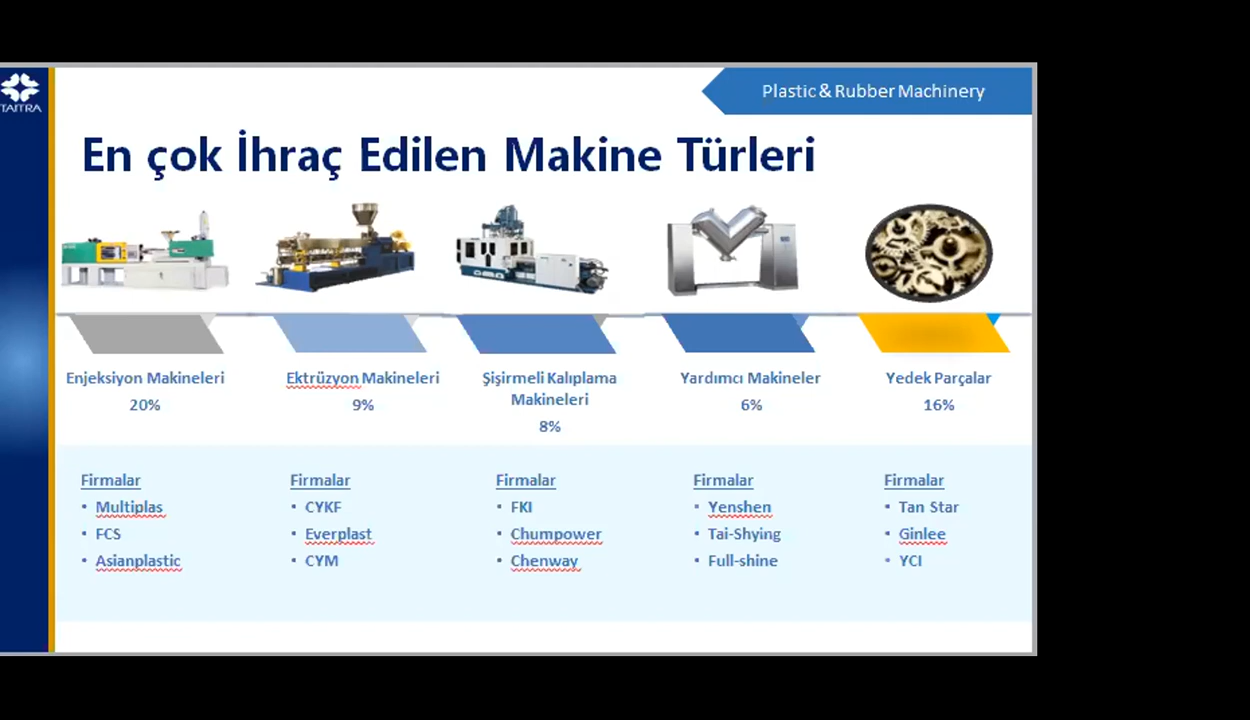 TAITRA
Plastic & Rubber Machinery
En çok İhraç Edilen Makine Türleri
Enjeksiyon Makineleri
20%
Ektrüzyon Makineleri
9%
Şişirmeli Kalıplama
Makineleri
8%
Yardımcı Makineler
6%
Yedek Parçalar
16%
Firmalar
• Multiplas
• FCS
• Asianplastic
Firmalar
• CYKF
• Everplast
• CYM
Firmalar
• FKI
• Chumpower
• Chenway
Firmalar
• Yenshen
• Tai-Shying
• Full-shine
Firmalar
• Tan Star
• Ginlee
• YCI